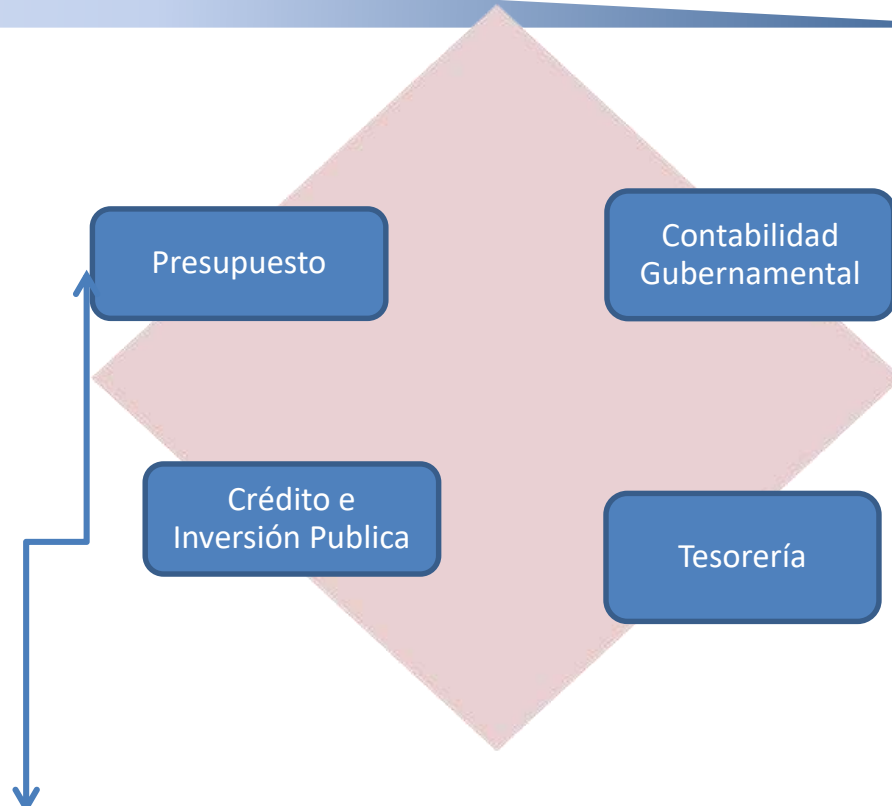 Presupuesto
Contabilidad
Gubernamental
Crédito e
Inversión Publica
Tesorería